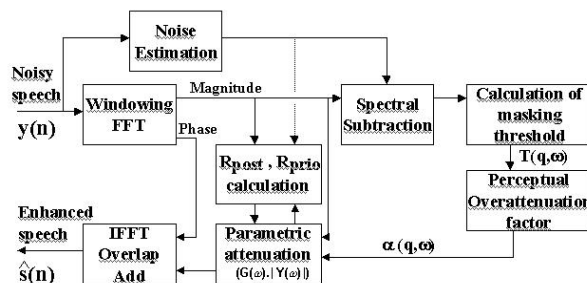 Noise
Estimation
Noisy
speech
y(n)
Windowing
FFT
Magnitude
Phase
Spectral
Subtraction
Calculation of
masking
threshold
T(q,ω)
Rpost , Rprio
calculation
Perceptual
Overattenuation
factor
Enhanced
speech
ŝ(n)
IFFT
Overlap
Add
Parametric
attenuation
(G(ω).|Y(ω)|)
α(q,ω)